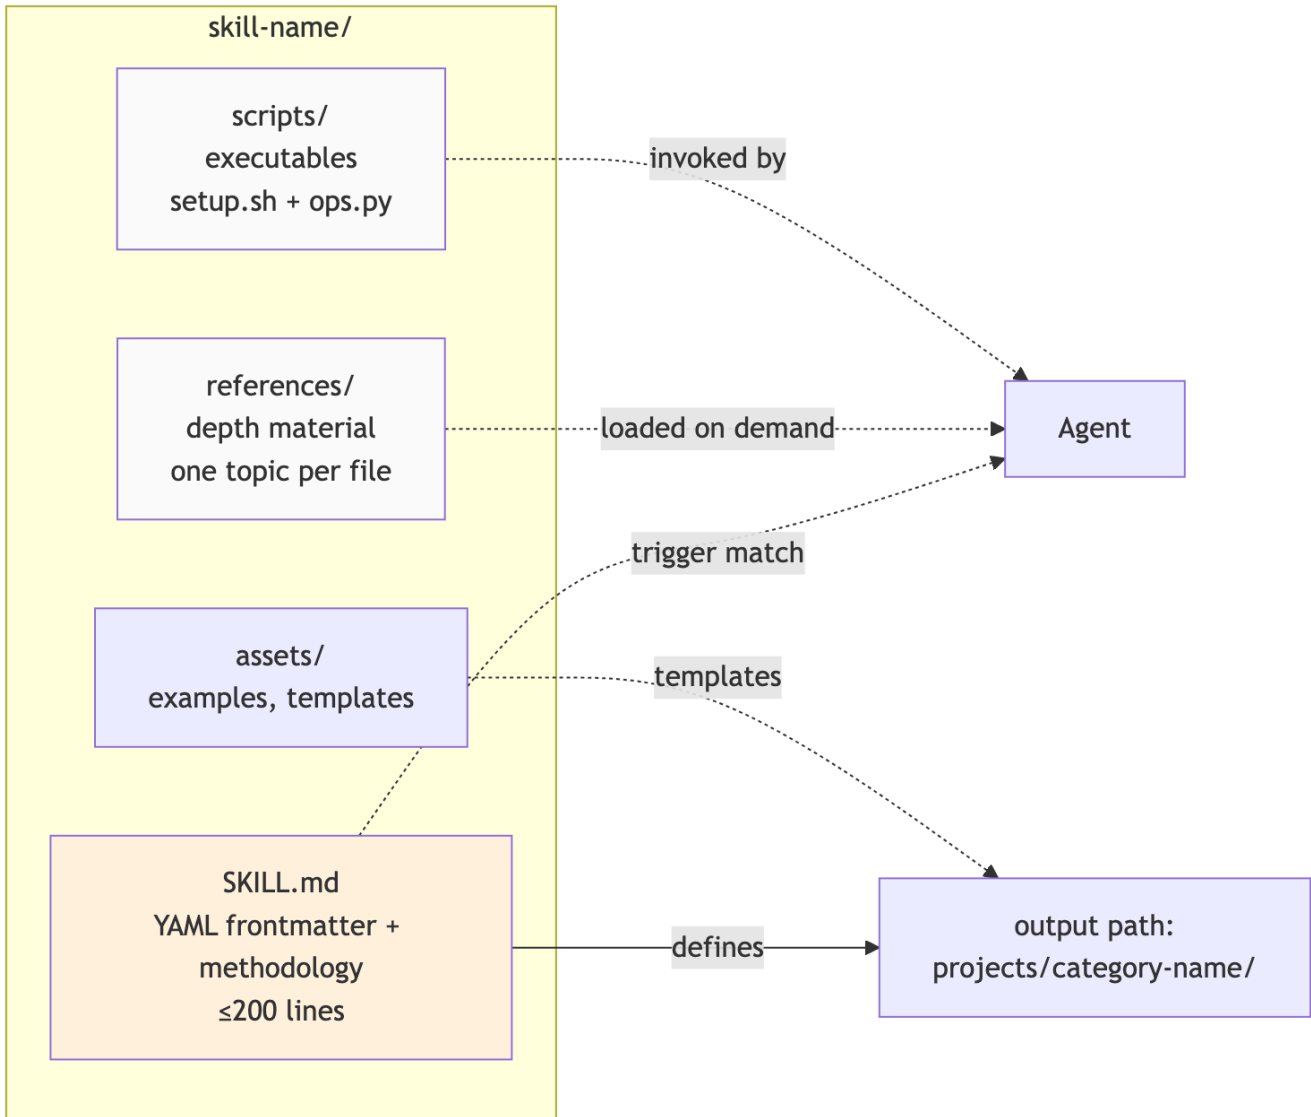 skill-name/
scripts/
executables
setup.sh + ops.py
invoked by
references/
depth material
one topic per file
loaded on demand
Agent
trigger match
assets/
examples, templates
templates
SKILL.md
YAML frontmatter +
methodology
≤200 lines
defines
output path:
projects/category-name/